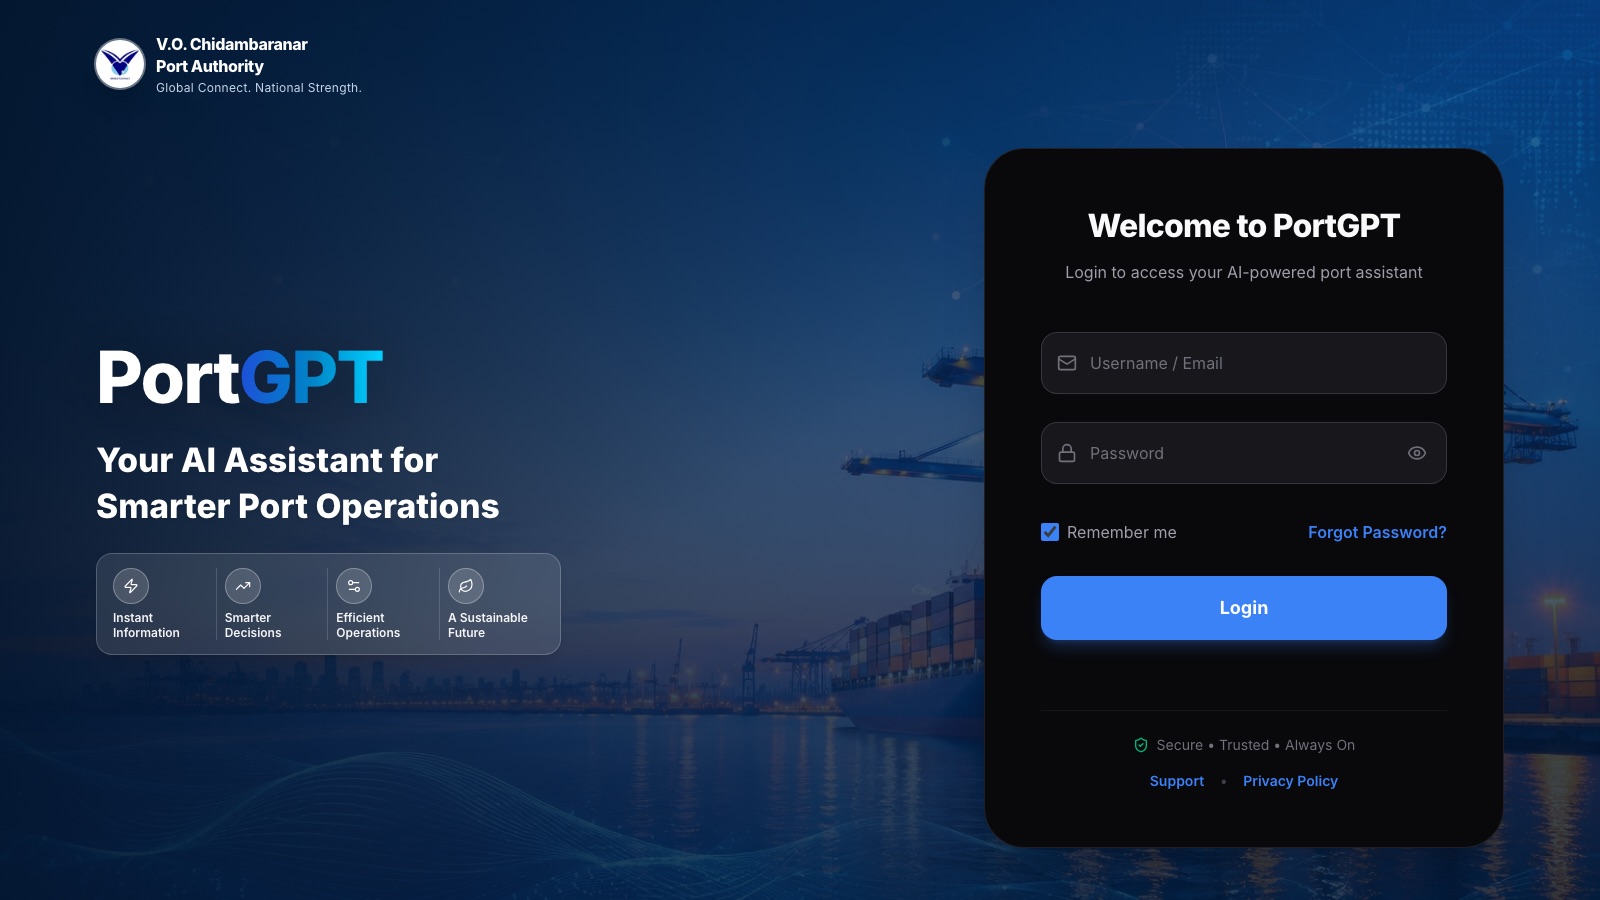 V.O. Chidambaranar
Port Authority
Global Connect. National Strength.
PortGPT
Your AI Assistant for
Smarter Port Operations
Instant
Information
Smarter
Decisions
Efficient
Operations
A Sustainable
Future
Welcome to PortGPT
Login to access your AI-powered port assistant
Username / Email
Password
Remember me
Forgot Password?
Login
Secure • Trusted • Always On
Support • Privacy Policy